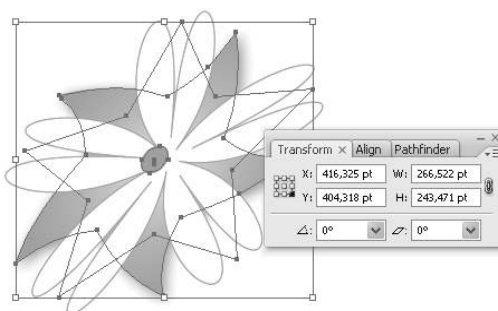 Transform × Align Pathfinder
X: 416,325 pt W: 266,522 pt
Y: 404,318 pt H: 243,471 pt
0° 0°